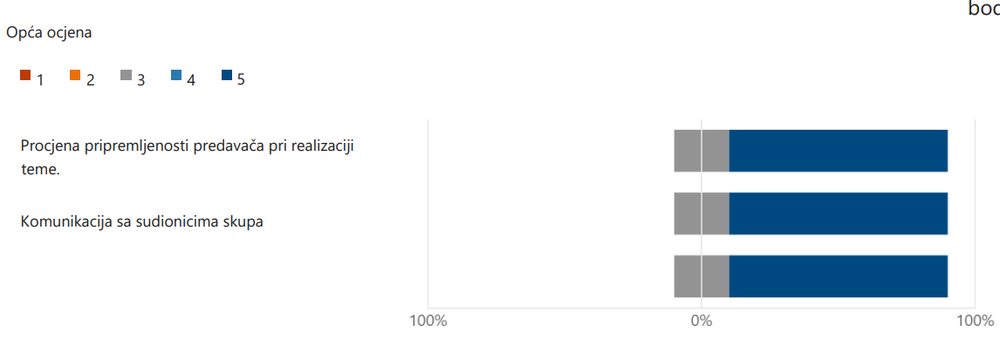 Opća ocjena
1 2 3 4 5
Procjena pripremljenosti predavača pri realizaciji
teme.
Komunikacija sa sudionicima skupa
100% 0% 100%